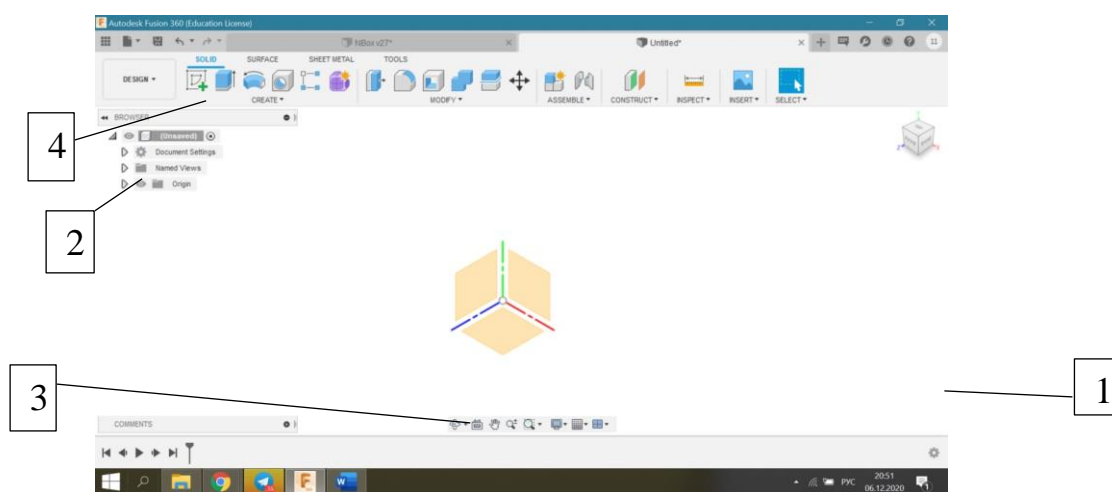 Autodesk Fusion 360 (Education License)
NBox v27*
Untitled*
SOLID SURFACE SHEET METAL TOOLS
DESIGN
CREATE MODIFY ASSEMBLE CONSTRUCT INSPECT INSERT SELECT
BROWSER
(Unsaved)
4
Document Settings
Named Views
Origin
2
3
1
COMMENTS
РУС
20:51
06.12.2020